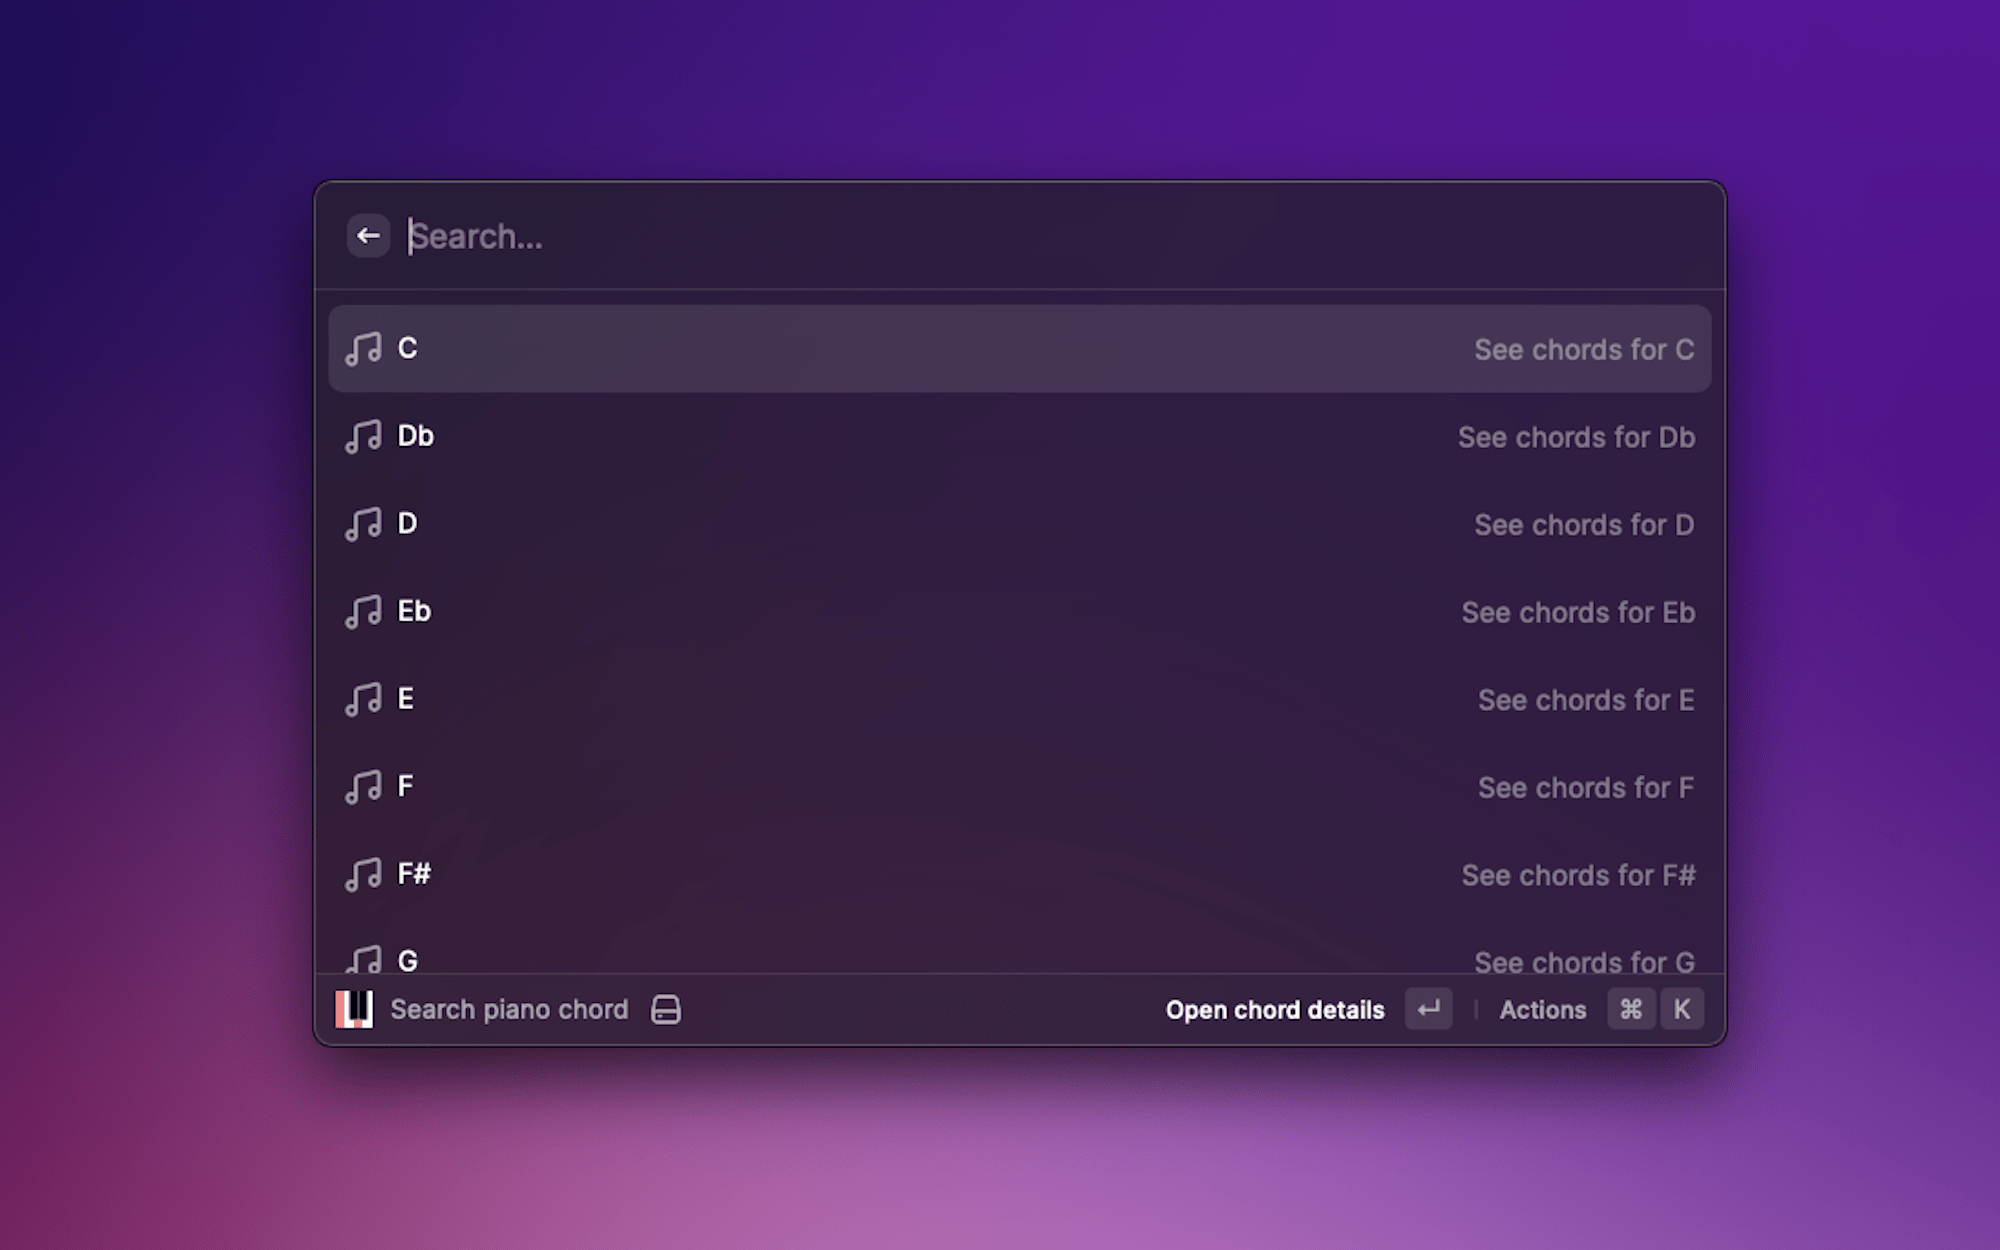 Search...
C See chords for C
Db See chords for Db
D See chords for D
Eb See chords for Eb
E See chords for E
F See chords for F
F# See chords for F#
G See chords for G
Search piano chord Open chord details ↵ Actions ⌘ K